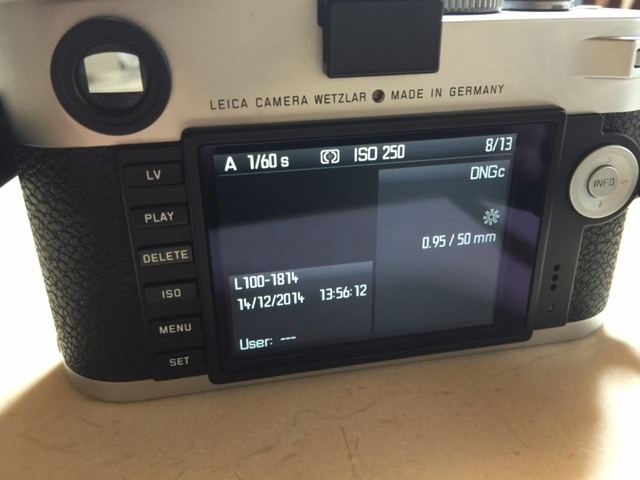 LEICA CAMERA WETZLAR MADE IN GERMANY
LV
PLAY
DELETE
ISO
MENU
SET
INFO
A 1/60 s ISO 250 8/13
DNGc
0.95 / 50 mm
L100-1814
14/12/2014 13:56:12
User: ---